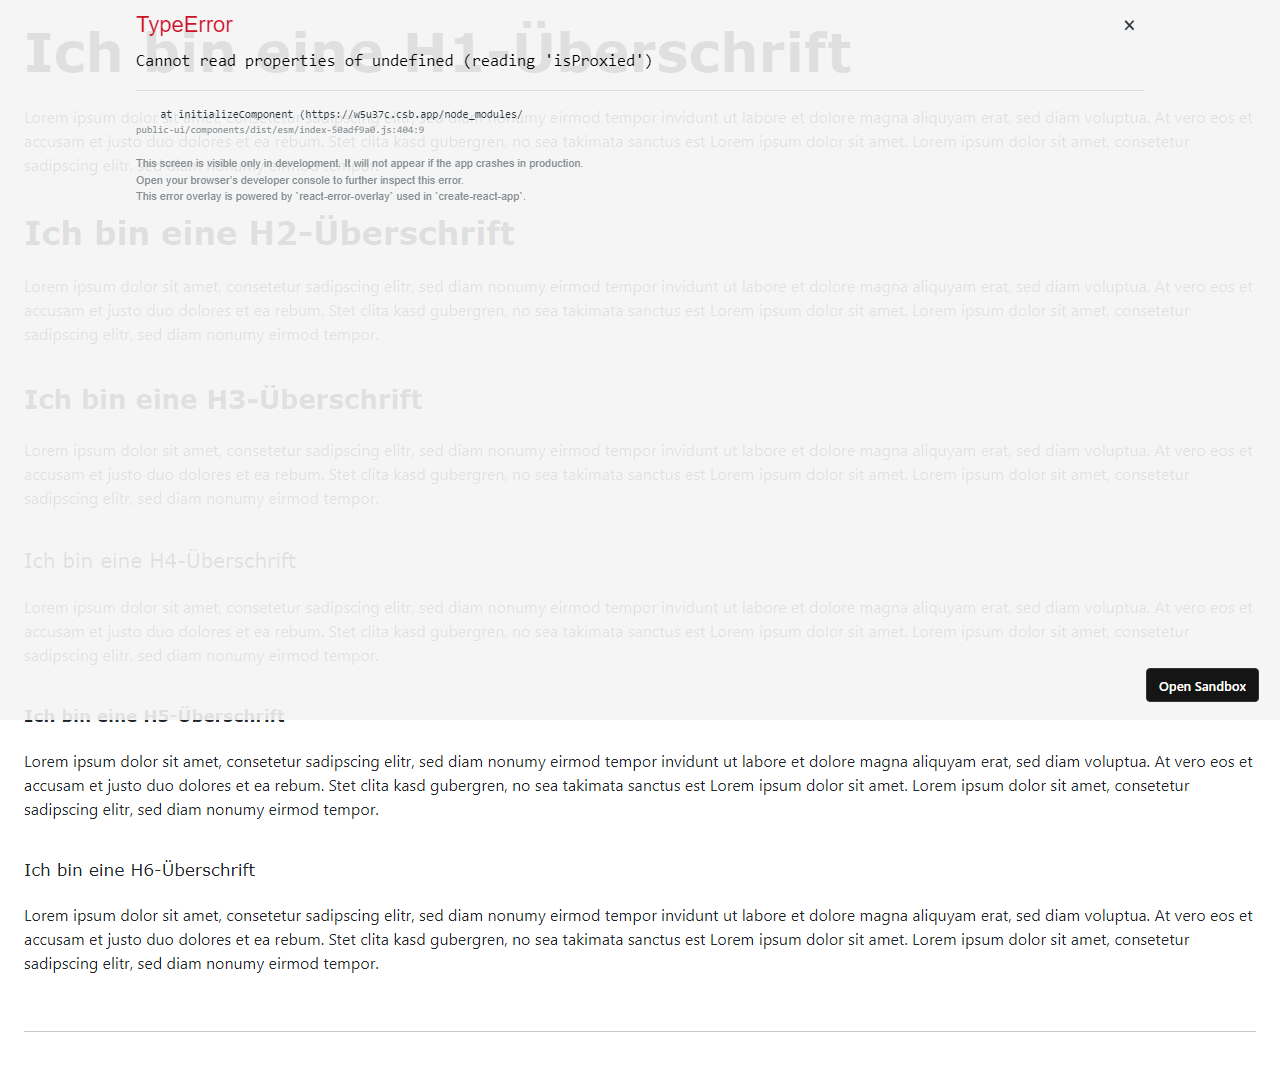 TypeError
×
Cannot read properties of undefined (reading 'isProxied')
at initializeComponent (https://w5u37c.csb.app/node_modules/
public-ui/components/dist/esm/index-50adf9a0.js:404:9
This screen is visible only in development. It will not appear if the app crashes in production.
Open your browser's developer console to further inspect this error.
This error overlay is powered by `react-error-overlay` used in `create-react-app`.
Ich bin eine H1-Überschrift
Lorem ipsum dolor sit amet, consetetur sadipscing elitr, sed diam nonumy eirmod tempor invidunt ut labore et dolore magna aliquyam erat, sed diam voluptua. At vero eos et
accusam et justo duo dolores et ea rebum. Stet clita kasd gubergren, no sea takimata sanctus est Lorem ipsum dolor sit amet. Lorem ipsum dolor sit amet, consetetur
sadipscing elitr, sed diam nonumy eirmod tempor.
Ich bin eine H2-Überschrift
Lorem ipsum dolor sit amet, consetetur sadipscing elitr, sed diam nonumy eirmod tempor invidunt ut labore et dolore magna aliquyam erat, sed diam voluptua. At vero eos et
accusam et justo duo dolores et ea rebum. Stet clita kasd gubergren, no sea takimata sanctus est Lorem ipsum dolor sit amet. Lorem ipsum dolor sit amet, consetetur
sadipscing elitr, sed diam nonumy eirmod tempor.
Ich bin eine H3-Überschrift
Lorem ipsum dolor sit amet, consetetur sadipscing elitr, sed diam nonumy eirmod tempor invidunt ut labore et dolore magna aliquyam erat, sed diam voluptua. At vero eos et
accusam et justo duo dolores et ea rebum. Stet clita kasd gubergren, no sea takimata sanctus est Lorem ipsum dolor sit amet. Lorem ipsum dolor sit amet, consetetur
sadipscing elitr, sed diam nonumy eirmod tempor.
Ich bin eine H4-Überschrift
Lorem ipsum dolor sit amet, consetetur sadipscing elitr, sed diam nonumy eirmod tempor invidunt ut labore et dolore magna aliquyam erat, sed diam voluptua. At vero eos et
accusam et justo duo dolores et ea rebum. Stet clita kasd gubergren, no sea takimata sanctus est Lorem ipsum dolor sit amet. Lorem ipsum dolor sit amet, consetetur
sadipscing elitr, sed diam nonumy eirmod tempor.
Open Sandbox
Ich bin eine H5-Überschrift
Lorem ipsum dolor sit amet, consetetur sadipscing elitr, sed diam nonumy eirmod tempor invidunt ut labore et dolore magna aliquyam erat, sed diam voluptua. At vero eos et
accusam et justo duo dolores et ea rebum. Stet clita kasd gubergren, no sea takimata sanctus est Lorem ipsum dolor sit amet. Lorem ipsum dolor sit amet, consetetur
sadipscing elitr, sed diam nonumy eirmod tempor.
Ich bin eine H6-Überschrift
Lorem ipsum dolor sit amet, consetetur sadipscing elitr, sed diam nonumy eirmod tempor invidunt ut labore et dolore magna aliquyam erat, sed diam voluptua. At vero eos et
accusam et justo duo dolores et ea rebum. Stet clita kasd gubergren, no sea takimata sanctus est Lorem ipsum dolor sit amet. Lorem ipsum dolor sit amet, consetetur
sadipscing elitr, sed diam nonumy eirmod tempor.